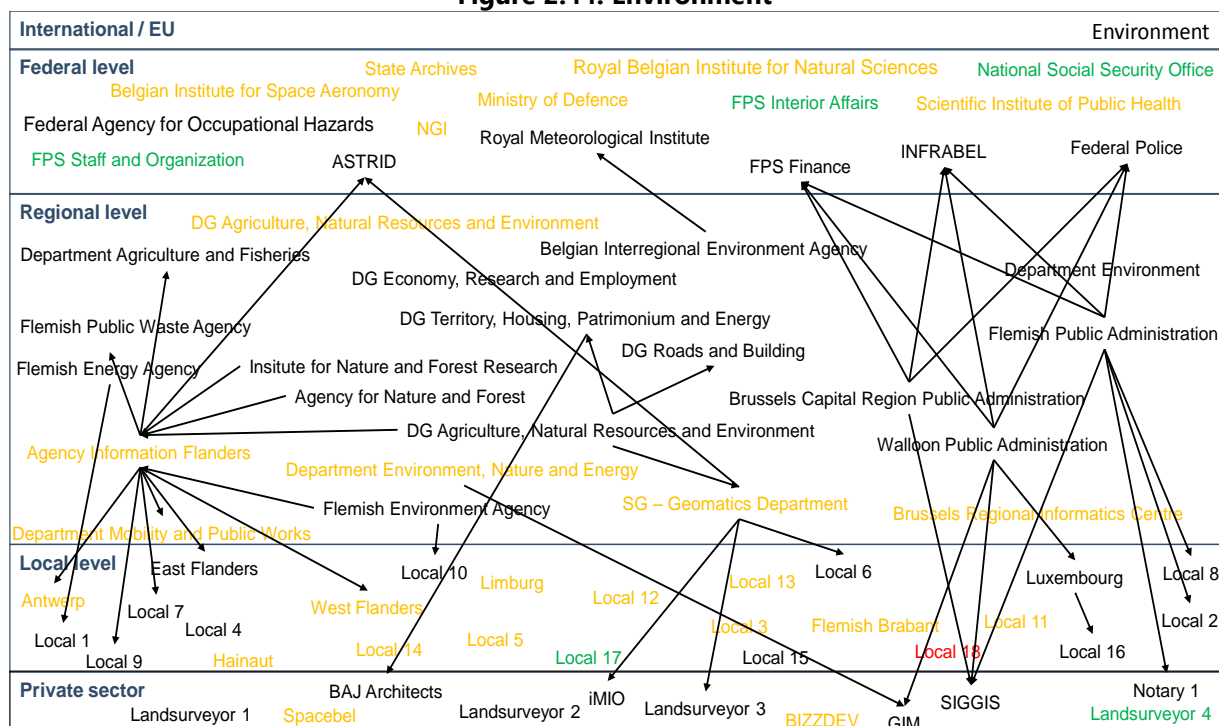 Figure 2.14: Environment
International / EU
Environment
Federal level
State Archives
Royal Belgian Institute for Natural Sciences
National Social Security Office
Belgian Institute for Space Aeronomy
Ministry of Defence
FPS Interior Affairs
Scientific Institute of Public Health
Federal Agency for Occupational Hazards
NGI
Royal Meteorological Institute
FPS Staff and Organization
ASTRID
FPS Finance
INFRABEL
Federal Police
Regional level
DG Agriculture, Natural Resources and Environment
Department Agriculture and Fisheries
Belgian Interregional Environment Agency
DG Economy, Research and Employment
Department Environment
Flemish Public Waste Agency
DG Territory, Housing, Patrimonium and Energy
Flemish Public Administration
Flemish Energy Agency
Insitute for Nature and Forest Research
DG Roads and Building
Agency for Nature and Forest
Brussels Capital Region Public Administration
DG Agriculture, Natural Resources and Environment
Walloon Public Administration
Agency Information Flanders
Department Environment, Nature and Energy
SG – Geomatics Department
Flemish Environment Agency
Brussels Regional Informatics Centre
Department Mobility and Public Works
Local level
East Flanders
Local 10
Limburg
Local 13
Local 6
Luxembourg
Local 8
Antwerp
Local 7
West Flanders
Local 12
Local 1
Local 4
Local 5
Local 3
Flemish Brabant
Local 11
Local 2
Local 9
Hainaut
Local 14
Local 17
Local 15
Local 18
Local 16
Private sector
BAJ Architects
iMIO
SIGGIS
Notary 1
Landsurveyor 1
Spacebel
Landsurveyor 2
Landsurveyor 3
BIZZDEV
GIM
Landsurveyor 4